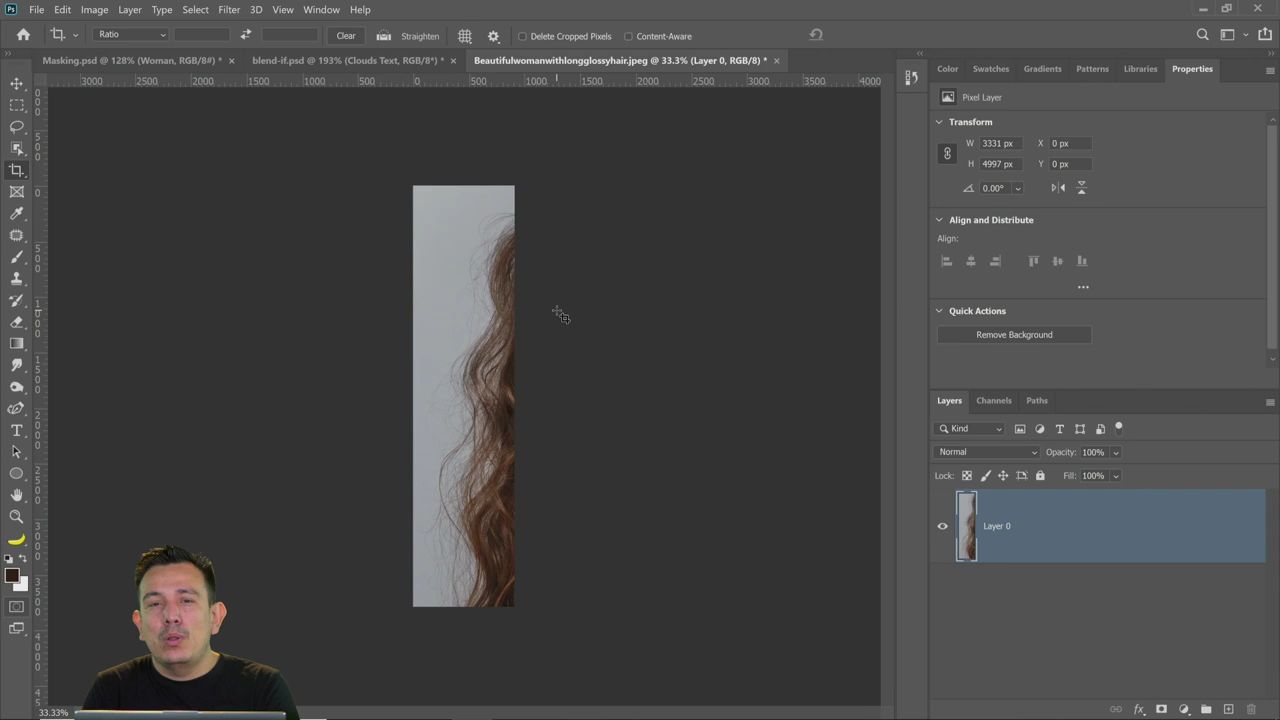 Ps File Edit Image Layer Type Select Filter 3D View Window Help
Ratio Clear Straighten Delete Cropped Pixels Content-Aware
Masking.psd @ 128% (Woman, RGB/8#) * × blend-if.psd @ 193% (Clouds Text, RGB/8*) * × Beautifulwomanwithlongglossyhair.jpeg @ 33.3% (Layer 0, RGB/8) * ×
Color Swatches Gradients Patterns Libraries Properties
3000 2500 2000 1500 1000 500 0 500 1000 1500 2000 2500 3000 3500 4000
Pixel Layer
Transform
W 3331 px X 0 px
H 4997 px Y 0 px
0.00°
Align and Distribute
Align:
Quick Actions
Remove Background
Layers Channels Paths
Kind
Normal Opacity: 100%
Lock: Fill: 100%
Layer 0
33.33%